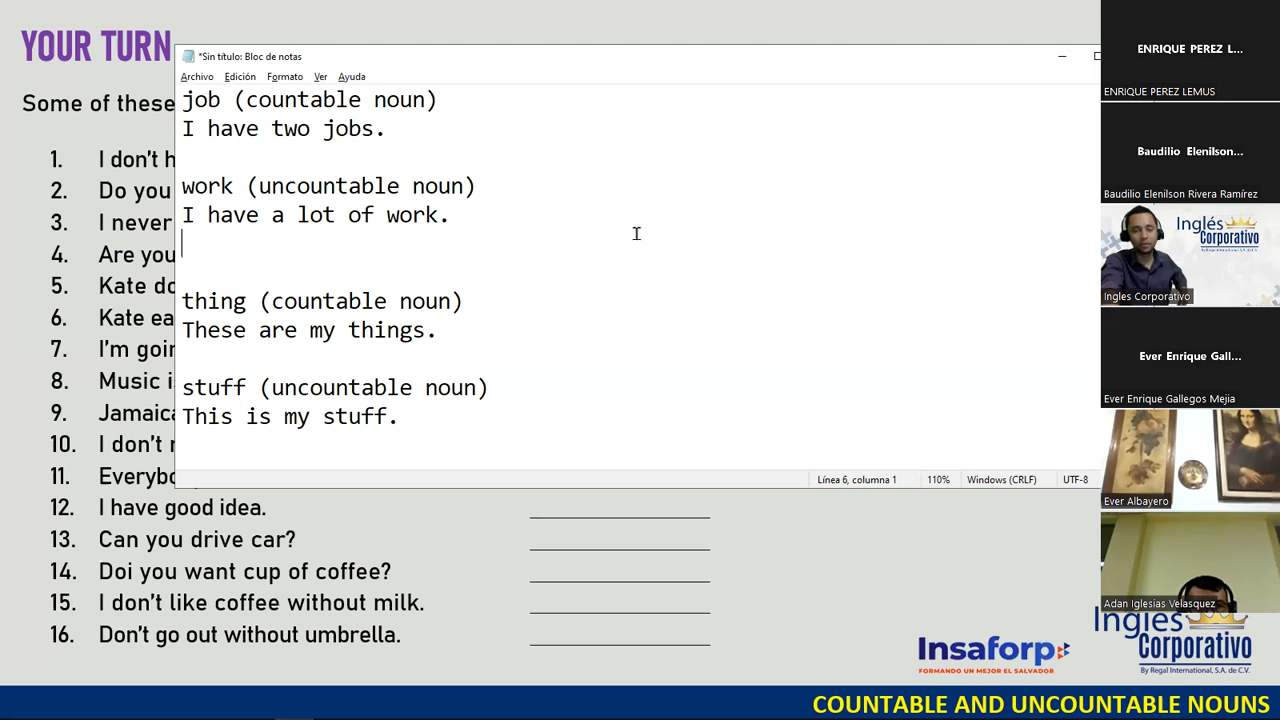 YOUR TURN
Some of these
1. I don't h
2. Do you
3. I never
4. Are you
5. Kate do
6. Kate ea
7. I'm goin
8. Music is
9. Jamaica
10. I don't
11. Everybo
12. I have good idea.
13. Can you drive car?
14. Doi you want cup of coffee?
15. I don't like coffee without milk.
16. Don't go out without umbrella.
*Sin título: Bloc de notas
Archivo Edición Formato Ver Ayuda
job (countable noun)
I have two jobs.
work (uncountable noun)
I have a lot of work.
thing (countable noun)
These are my things.
stuff (uncountable noun)
This is my stuff.
Línea 6, columna 1 110% Windows (CRLF) UTF-8
ENRIQUE PEREZ L...
ENRIQUE PEREZ LEMUS
Baudilio Elenilson...
Baudilio Elenilson Rivera Ramírez
Inglés
Corporativo
By Regal International, S.A. de C.V.
Ingles Corporativo
Ever Enrique Gall...
Ever Enrique Gallegos Mejia
Ever Albayero
Adan Iglesias Velasquez
Insaforp
FORMANDO UN MEJOR EL SALVADOR
Inglés
Corporativo
By Regal International, S.A. de C.V.
COUNTABLE AND UNCOUNTABLE NOUNS